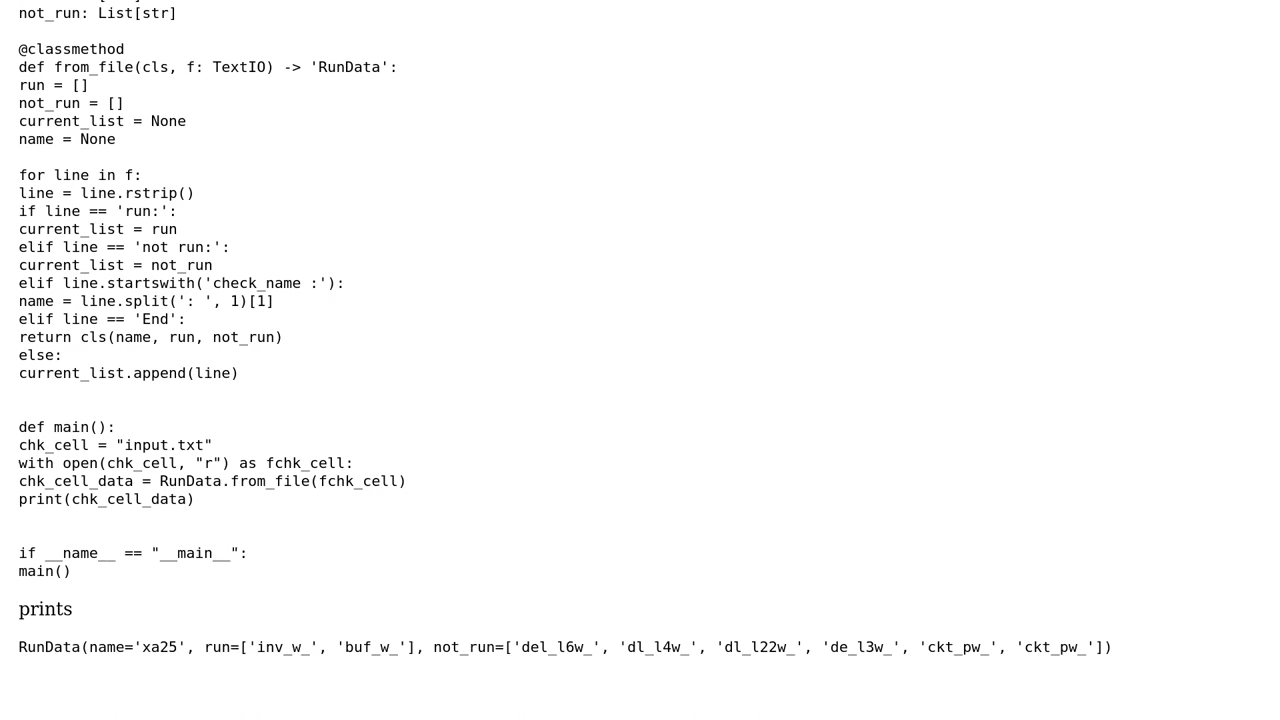 not_run: List[str]
@classmethod
def from_file(cls, f: TextIO) -> 'RunData':
run = []
not_run = []
current_list = None
name = None
for line in f:
line = line.rstrip()
if line == 'run:':
current_list = run
elif line == 'not run:':
current_list = not_run
elif line.startswith('check_name :'):
name = line.split(': ', 1)[1]
elif line == 'End':
return cls(name, run, not_run)
else:
current_list.append(line)
def main():
chk_cell = "input.txt"
with open(chk_cell, "r") as fchk_cell:
chk_cell_data = RunData.from_file(fchk_cell)
print(chk_cell_data)
if __name__ == "__main__":
main()
prints
RunData(name='xa25', run=['inv_w_', 'buf_w_'], not_run=['del_l6w_', 'dl_l4w_', 'dl_l22w_', 'de_l3w_', 'ckt_pw_', 'ckt_pw_'])